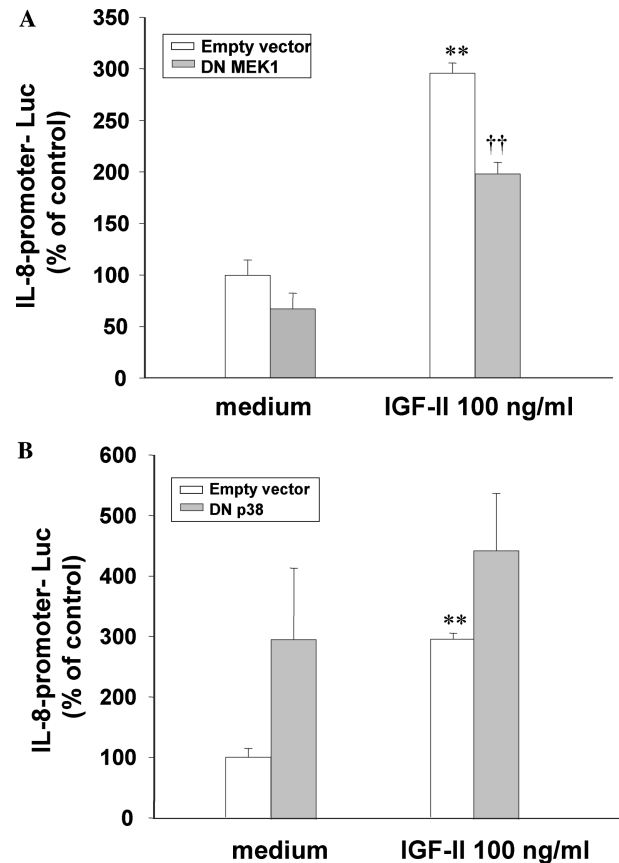 A
IL-8-promoter- Luc
(% of control)
350
300
250
200
150
100
50
0
Empty vector
DN MEK1
**
††
medium
IGF-II 100 ng/ml
B
IL-8-promoter- Luc
(% of control)
600
500
400
300
200
100
0
Empty vector
DN p38
**
medium
IGF-II 100 ng/ml